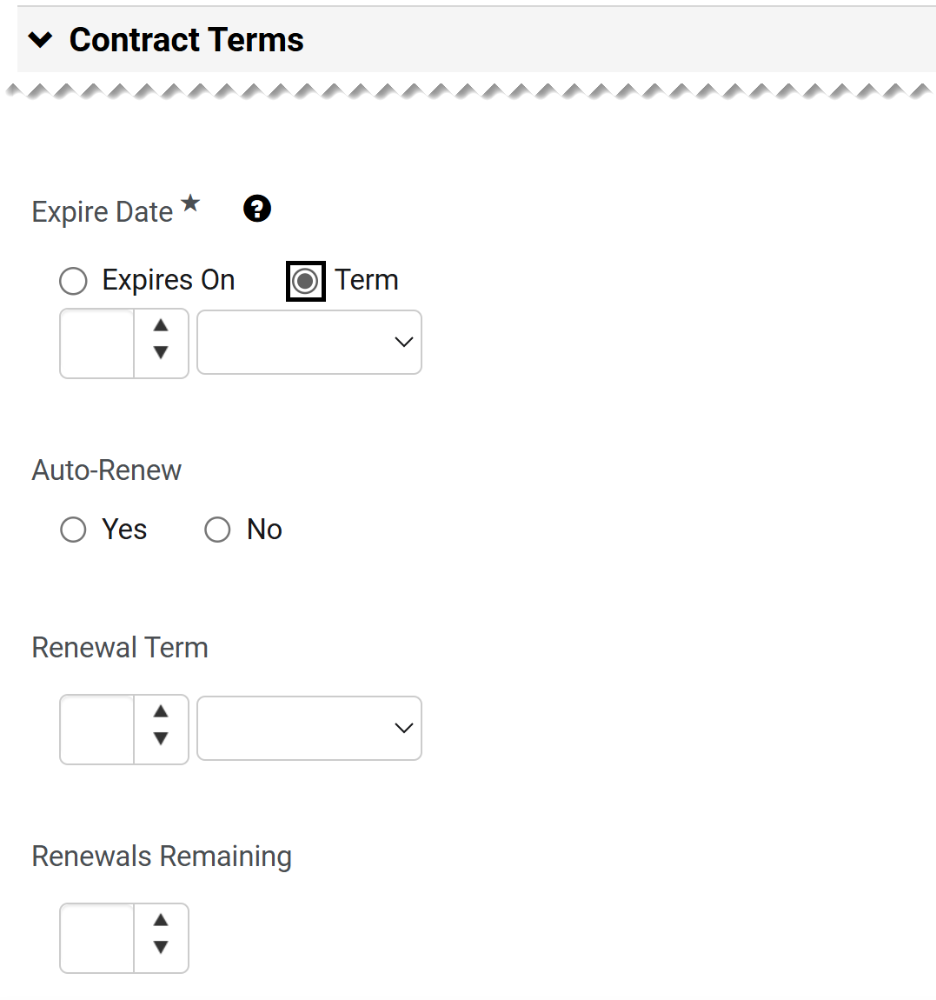 Contract Terms
Expire Date ★ ?
Expires On Term
Auto-Renew
Yes No
Renewal Term
Renewals Remaining